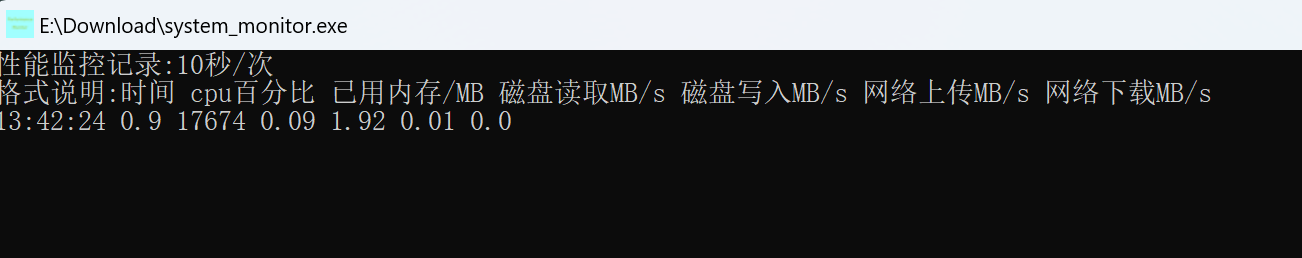 E:\Download\system_monitor.exe
性能监控记录:10秒/次
格式说明:时间 cpu百分比 已用内存/MB 磁盘读取MB/s 磁盘写入MB/s 网络上传MB/s 网络下载MB/s
13:42:24 0.9 17674 0.09 1.92 0.01 0.0